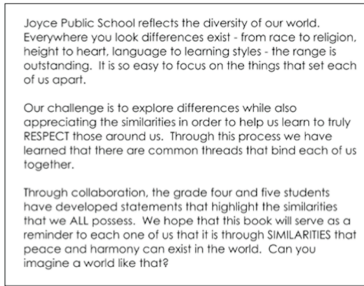 Joyce Public School reflects the diversity of our world.
Everywhere you look differences exist - from race to religion,
height to heart, language to learning styles - the range is
outstanding. It is so easy to focus on the things that set each
of us apart.
Our challenge is to explore differences while also
appreciating the similarities in order to help us learn to truly
RESPECT those around us. Through this process we have
learned that there are common threads that bind each of us
together.
Through collaboration, the grade four and five students
have developed statements that highlight the similarities
that we ALL possess. We hope that this book will serve as a
reminder to each one of us that it is through SIMILARITIES that
peace and harmony can exist in the world. Can you
imagine a world like that?